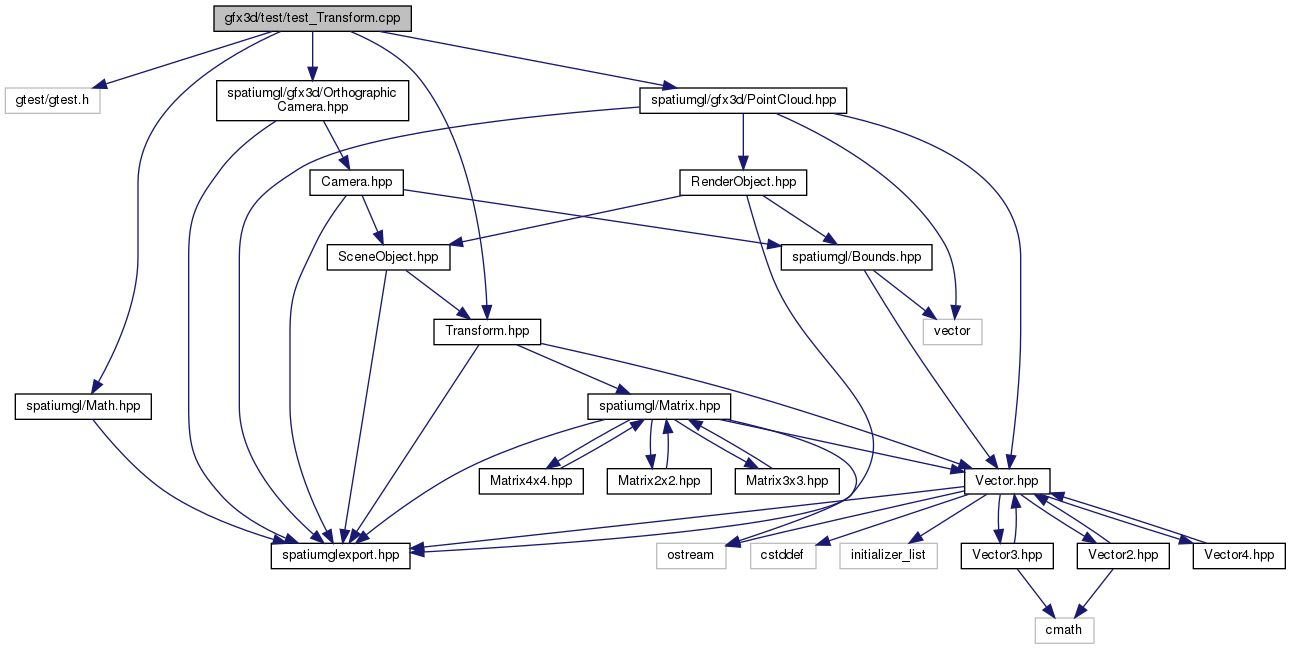 gfx3d/test/test_Transform.cpp
gtest/gtest.h
spatiumgl/gfx3d/Orthographic
Camera.hpp
spatiumgl/gfx3d/PointCloud.hpp
Camera.hpp
RenderObject.hpp
SceneObject.hpp
spatiumgl/Bounds.hpp
Transform.hpp
vector
spatiumgl/Math.hpp
spatiumgl/Matrix.hpp
Matrix4x4.hpp
Matrix2x2.hpp
Matrix3x3.hpp
Vector.hpp
spatiumglexport.hpp
ostream
cstddef
initializer_list
Vector3.hpp
Vector2.hpp
Vector4.hpp
cmath